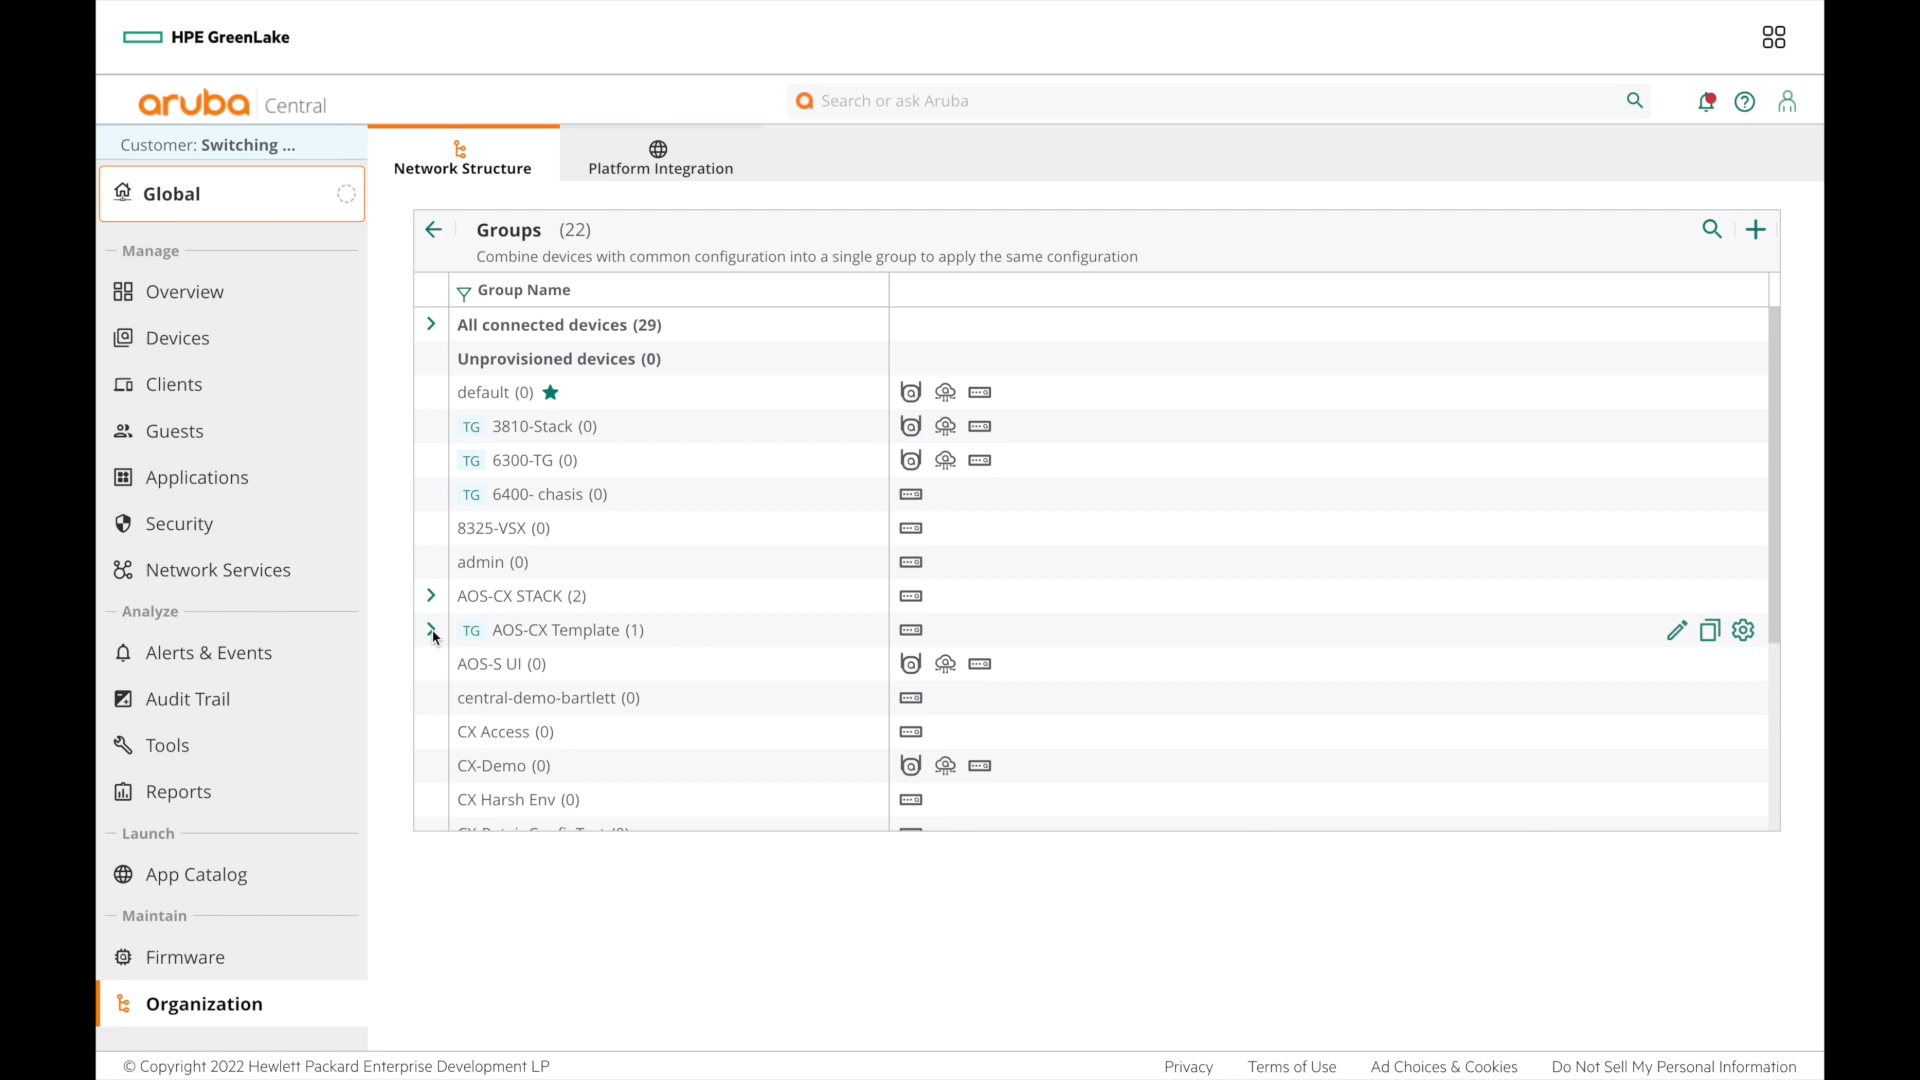 HPE GreenLake
aruba Central
Search or ask Aruba
Customer: Switching ...
Global
Manage
Overview
Devices
Clients
Guests
Applications
Security
Network Services
Analyze
Alerts & Events
Audit Trail
Tools
Reports
Launch
App Catalog
Maintain
Firmware
Organization
Network Structure
Platform Integration
Groups (22)
Combine devices with common configuration into a single group to apply the same configuration
Group Name
All connected devices (29)
Unprovisioned devices (0)
default (0)
TG 3810-Stack (0)
TG 6300-TG (0)
TG 6400- chasis (0)
8325-VSX (0)
admin (0)
AOS-CX STACK (2)
TG AOS-CX Template (1)
AOS-S UI (0)
central-demo-bartlett (0)
CX Access (0)
CX-Demo (0)
CX Harsh Env (0)
© Copyright 2022 Hewlett Packard Enterprise Development LP
Privacy
Terms of Use
Ad Choices & Cookies
Do Not Sell My Personal Information